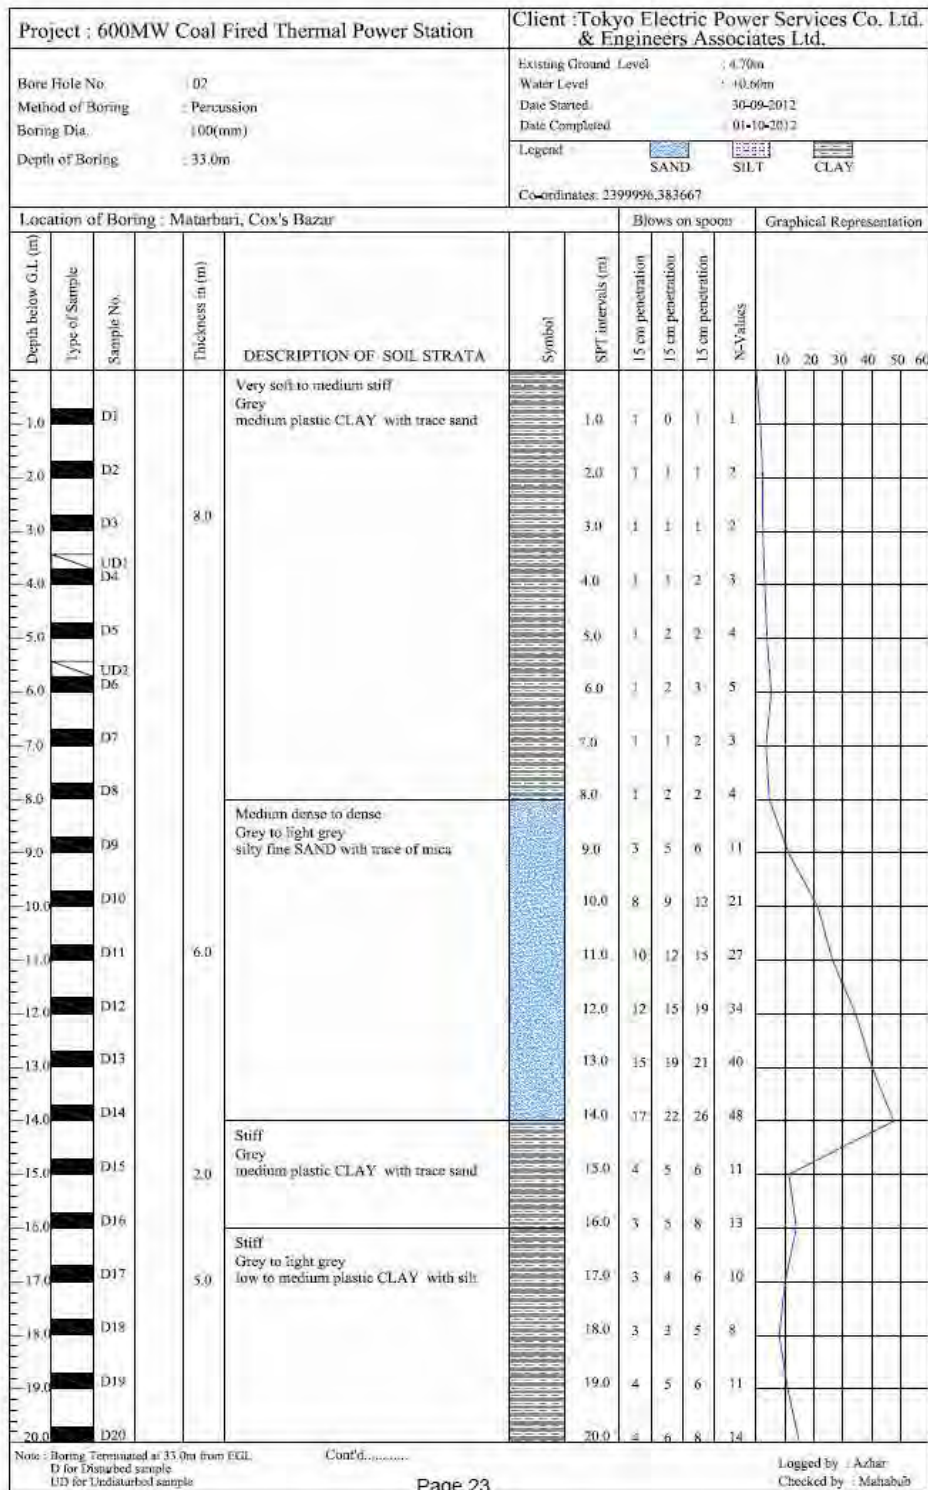 Project : 600MW Coal Fired Thermal Power Station
Client :Tokyo Electric Power Services Co. Ltd.
& Engineers Associates Ltd.
Bore Hole No. : 02
Method of Boring : Percussion
Boring Dia. : 100(mm)
Depth of Boring : 33.0m
Existing Ground Level : 4.70m
Water Level : +0.60m
Date Started : 30-09-2012
Date Completed : 01-10-2012
Legend
SAND SILT CLAY
Co-ordinates: 2399996,383667
Location of Boring : Matarbari, Cox's Bazar
Blows on spoon
Graphical Representation
Depth below G.L (m)
Type of Sample
Sample No.
Thickness in (m)
DESCRIPTION OF SOIL STRATA
Symbol
SPT intervals (m)
15 cm penetration
15 cm penetration
15 cm penetration
N-Values
10 20 30 40 50 60
Very soft to medium stiff
Grey
medium plastic CLAY with trace sand
8.0
1.0 D1 1.0 1 0 1 1
2.0 D2 2.0 1 1 1 2
3.0 D3 3.0 1 1 1 2
UD1
4.0 D4 4.0 1 1 2 3
5.0 D5 5.0 1 2 2 4
UD2
6.0 D6 6.0 1 2 3 5
7.0 D7 7.0 1 1 2 3
8.0 D8 8.0 1 2 2 4
Medium dense to dense
Grey to light grey
silty fine SAND with trace of mica
6.0
9.0 D9 9.0 3 5 6 11
10.0 D10 10.0 8 9 12 21
11.0 D11 11.0 10 12 15 27
12.0 D12 12.0 12 15 19 34
13.0 D13 13.0 15 19 21 40
14.0 D14 14.0 17 22 26 48
Stiff
Grey
medium plastic CLAY with trace sand
2.0
15.0 D15 15.0 4 5 6 11
16.0 D16 16.0 3 5 8 13
Stiff
Grey to light grey
low to medium plastic CLAY with silt
5.0
17.0 D17 17.0 3 4 6 10
18.0 D18 18.0 3 3 5 8
19.0 D19 19.0 4 5 6 11
20.0 D20 20.0 4 6 8 14
Note : Boring Terminated at 33.0m from EGL.
D for Disturbed sample
UD for Undisturbed sample
Cont'd............
Page 23
Logged by : Azhar
Checked by : Mahabub